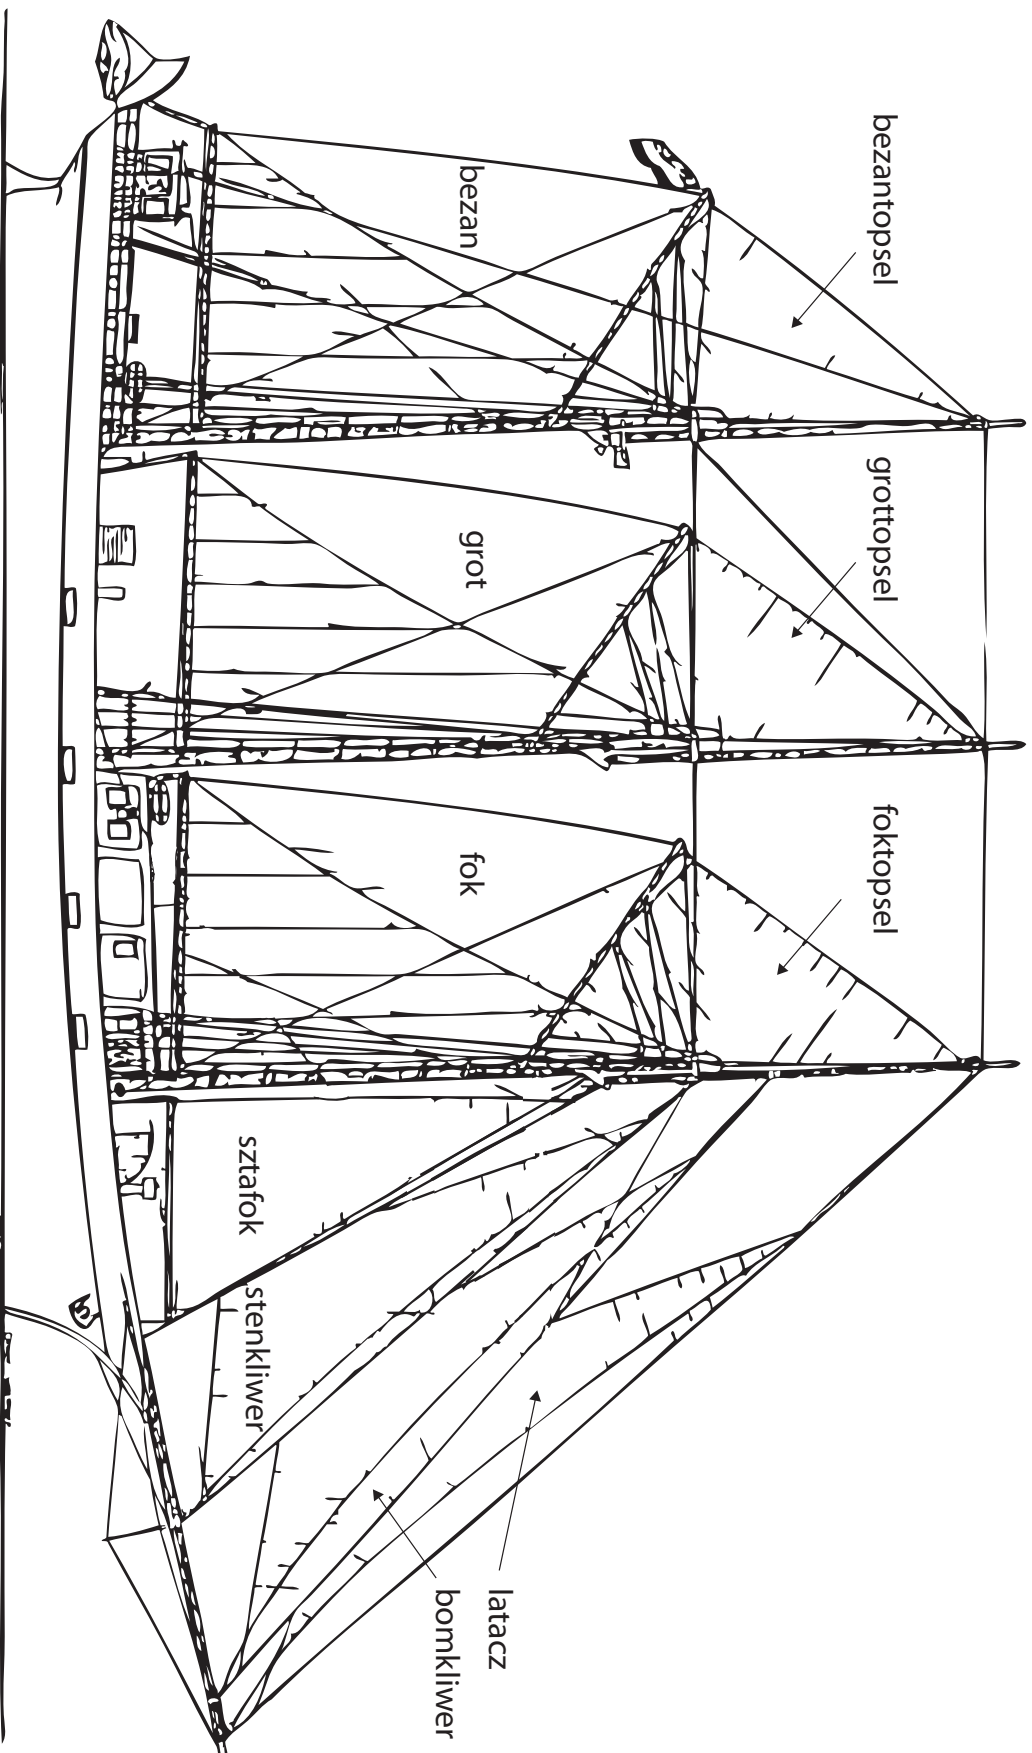 bezantopsel
grottopsel
foktopsel
bezan
grot
fok
sztafok
stenkliwer
latacz
bomkliwer